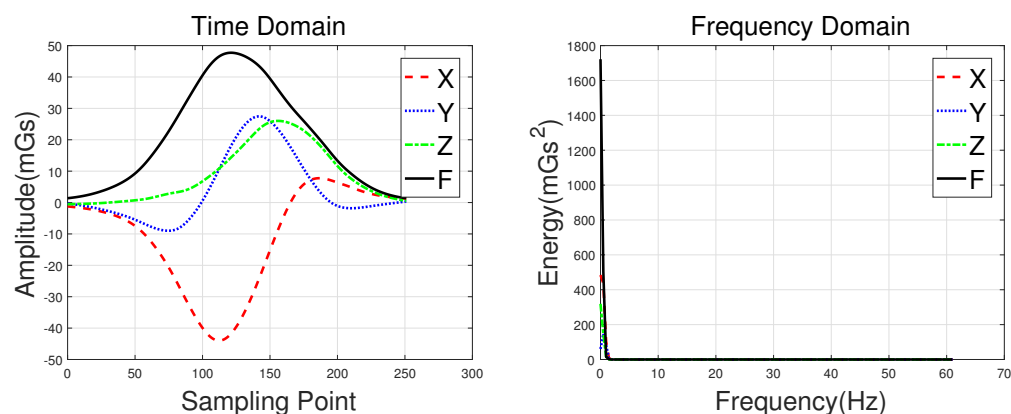 Time Domain
50
40
30
20
10
0
-10
-20
-30
-40
-50
0 50 100 150 200 250 300
Amplitude(mGs)
Sampling Point
X
Y
Z
F
Frequency Domain
1800
1600
1400
1200
1000
800
600
400
200
0
0 10 20 30 40 50 60 70
Energy(mGs²)
Frequency(Hz)
X
Y
Z
F